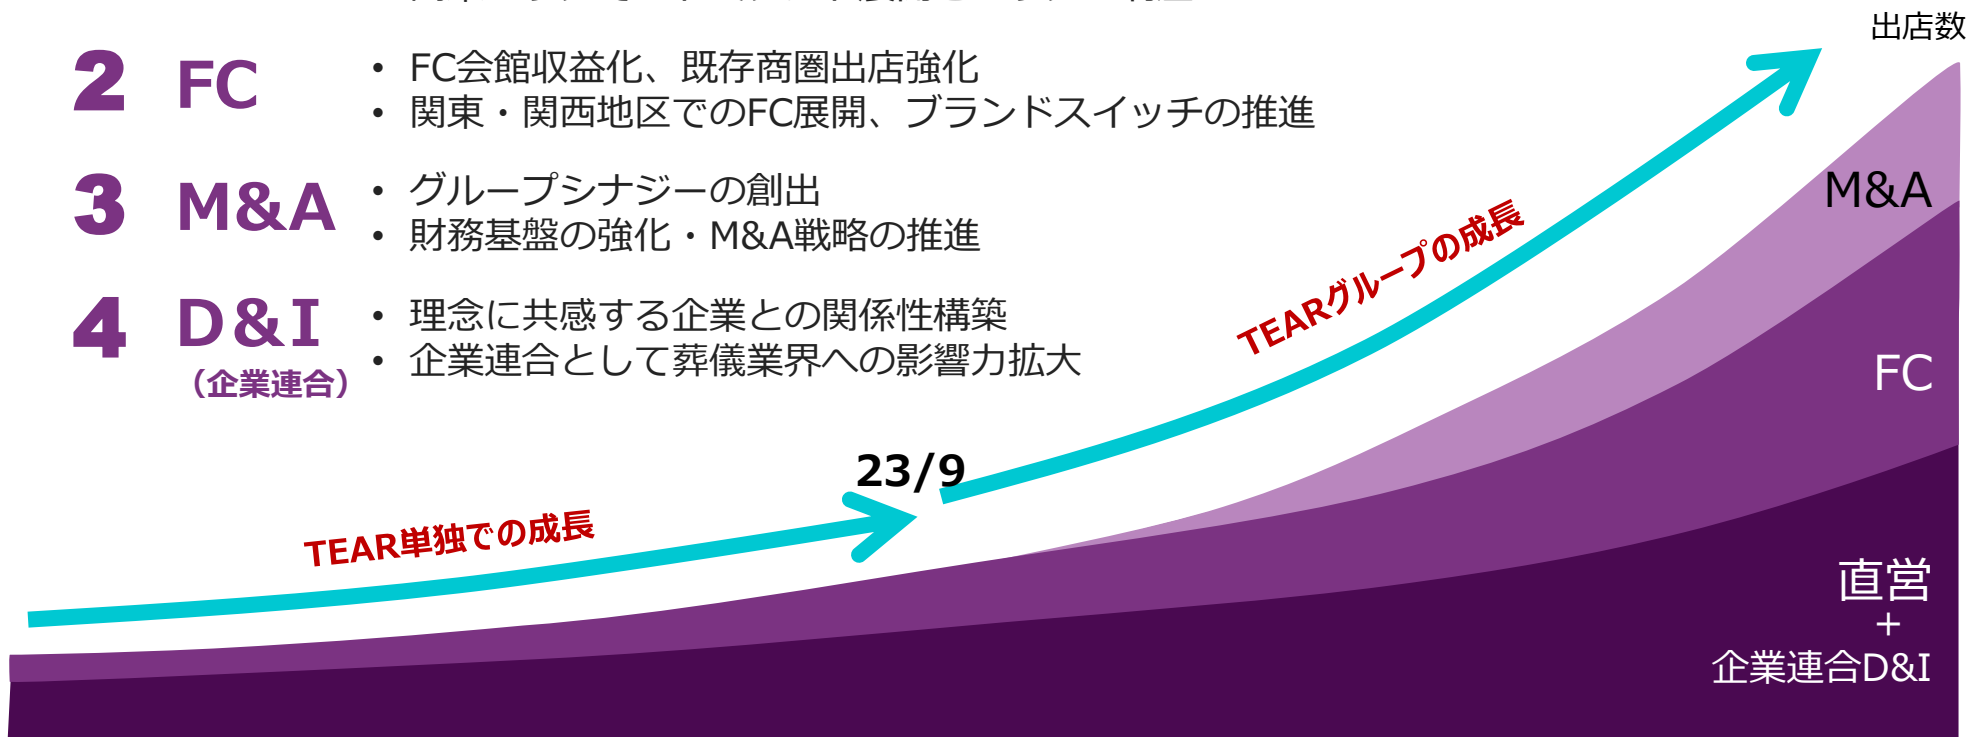 出店数
2 FC
• FC会館収益化、既存商圏出店強化
• 関東・関西地区でのFC展開、ブランドスイッチの推進
3 M&A
• グループシナジーの創出
• 財務基盤の強化・M&A戦略の推進
4 D&I
（企業連合）
• 理念に共感する企業との関係性構築
• 企業連合として葬儀業界への影響力拡大
TEAR単独での成長
23/9
TEARグループの成長
M&A
FC
直営
+
企業連合D&I